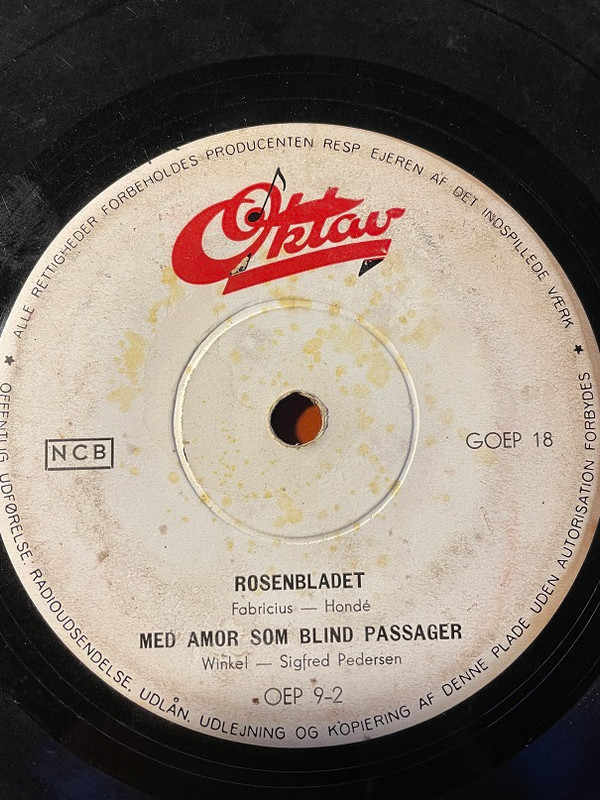 ALLE RETTIGHEDER FORBEHOLDES PRODUCENTEN RESP EJEREN AF DET INDSPILLEDE VÆRK
Oktav
NCB
GOEP 18
ROSENBLADET
Fabricius — Hondé
MED AMOR SOM BLIND PASSAGER
Winkel — Sigfred Pedersen
OEP 9-2
OFFENTLIG UDFØRELSE, RADIOUDSENDELSE, UDLÅN, UDLEJNING OG KOPIERING AF DENNE PLADE UDEN AUTORISATION FORBYDES